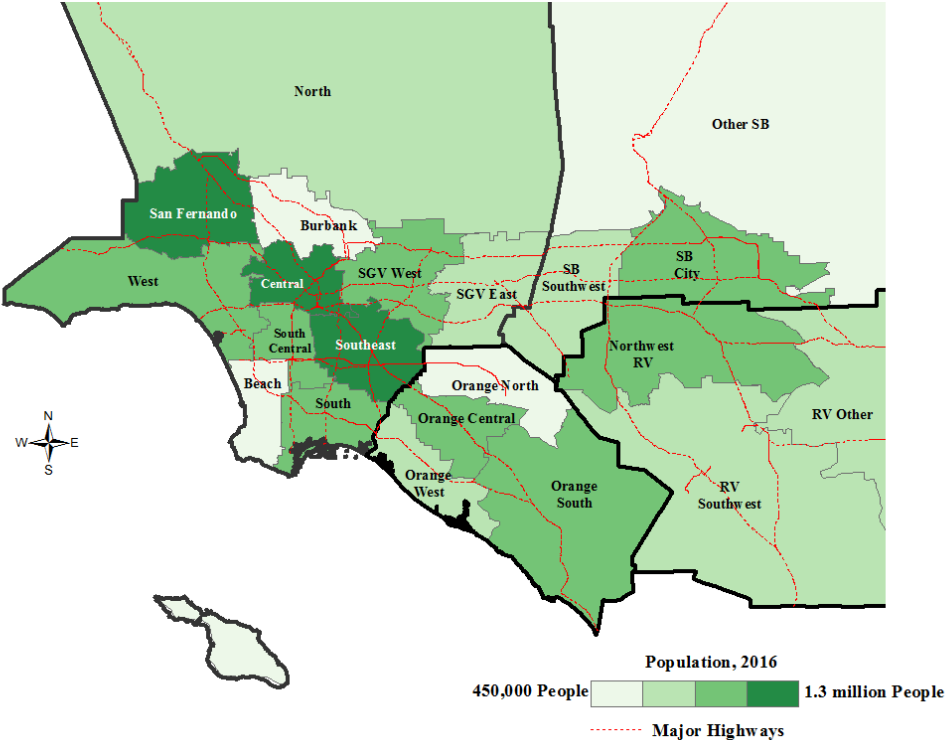 North
Other SB
San Fernando
Burbank
West
Central
SGV West
SGV East
SB
Southwest
SB
City
South
Central
Southeast
Northwest
RV
Beach
South
Orange North
Orange Central
RV Other
Orange
West
Orange
South
RV
Southwest
N
W E
S
Population, 2016
450,000 People 1.3 million People
Major Highways